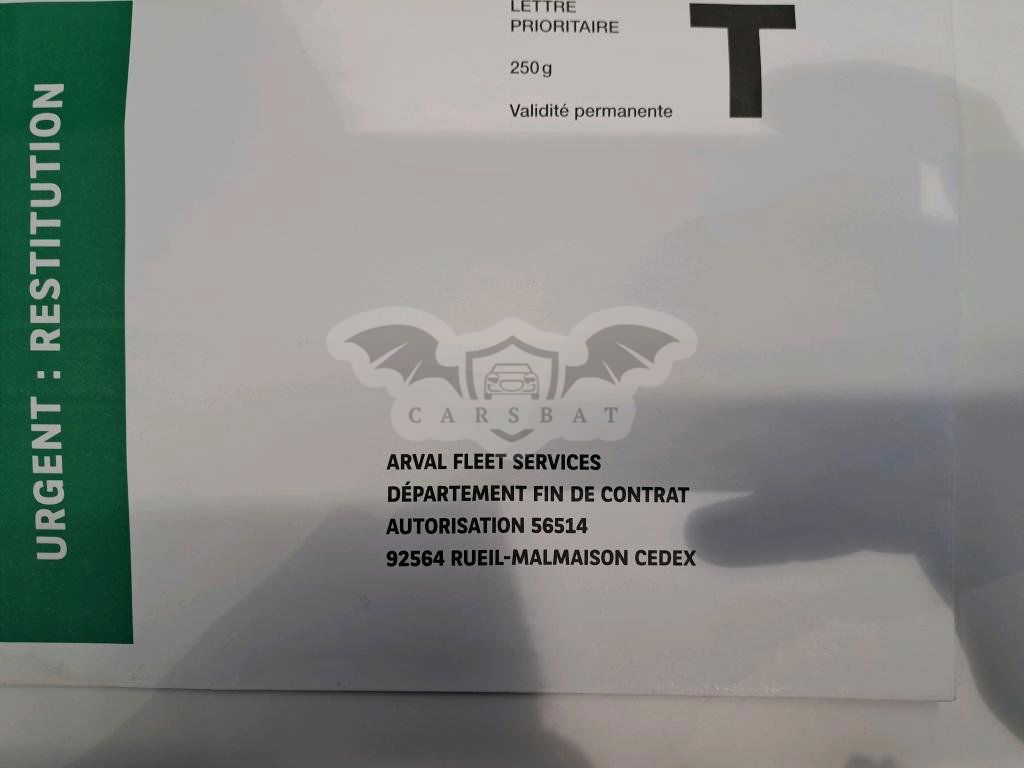 LETTRE
PRIORITAIRE
T
250 g
Validité permanente
URGENT : RESTITUTION
CARSBAT
ARVAL FLEET SERVICES
DÉPARTEMENT FIN DE CONTRAT
AUTORISATION 56514
92564 RUEIL-MALMAISON CEDEX